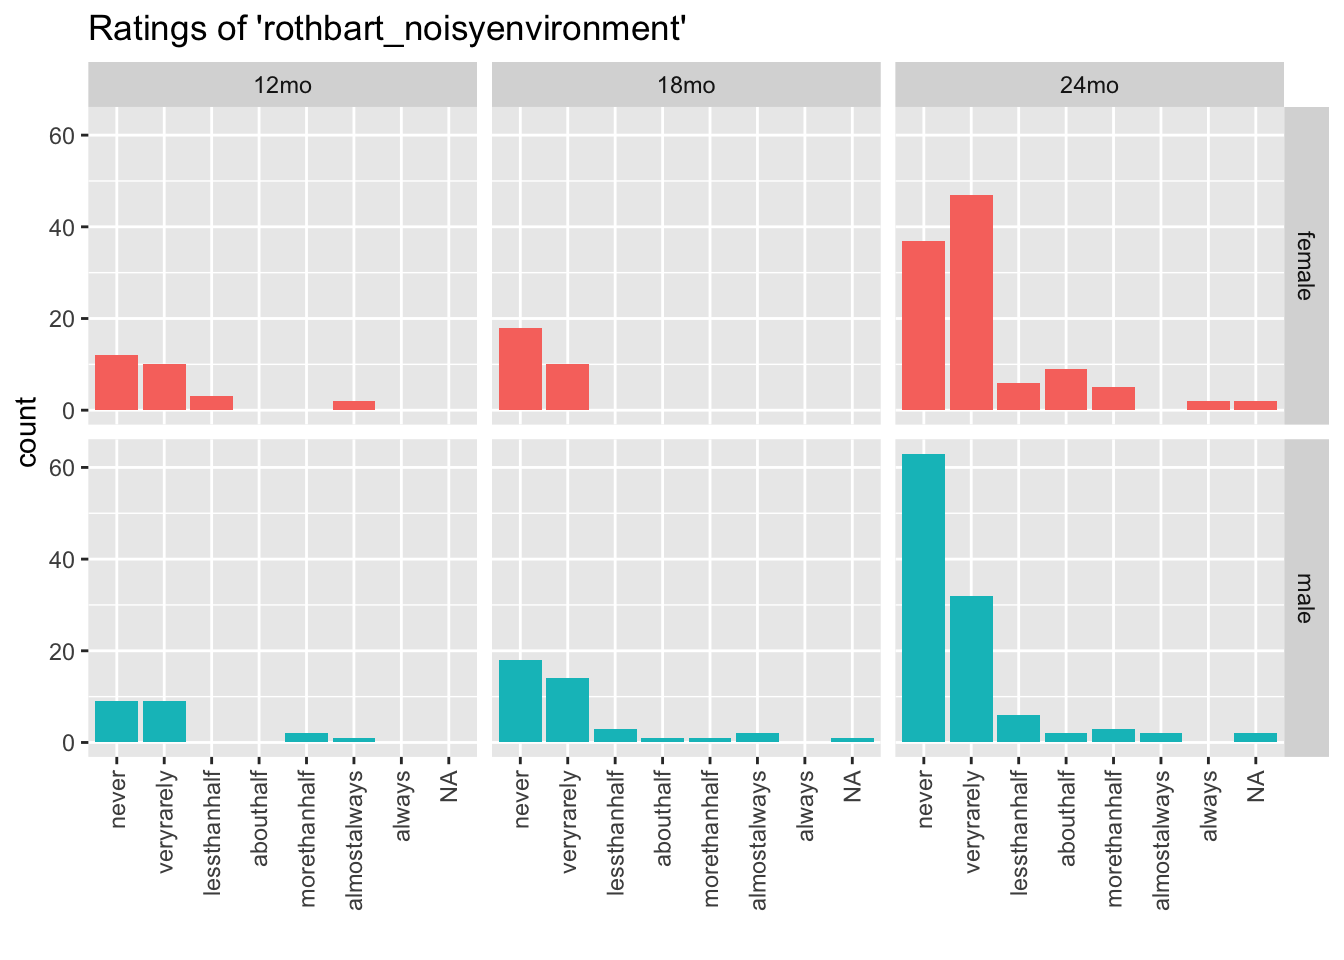 Ratings of 'rothbart_noisyenvironment'
12mo 18mo 24mo
60
40
20
0
female
count
60
40
20
0
male
never veryrarely lessthanhalf abouthalf morethanhalf almostalways always NA
never veryrarely lessthanhalf abouthalf morethanhalf almostalways always NA
never veryrarely lessthanhalf abouthalf morethanhalf almostalways always NA